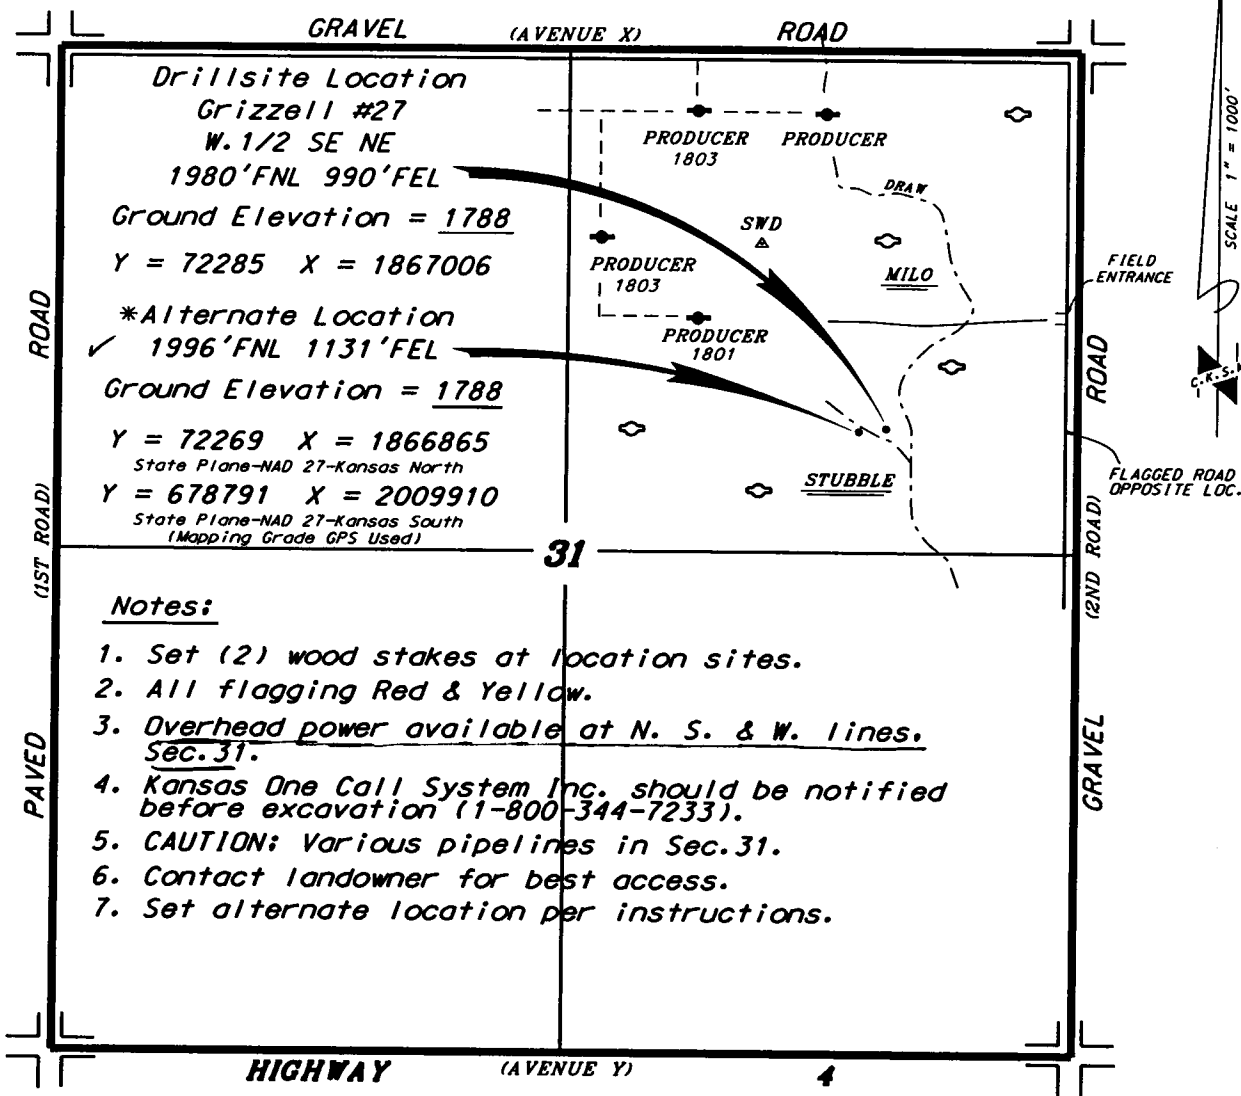 GRAVEL (AVENUE X) ROAD
Drillsite Location
Grizzell #27
W.1/2 SE NE
1980'FNL 990'FEL
Ground Elevation = 1788
Y = 72285 X = 1867006
*Alternate Location
✓ 1996'FNL 1131'FEL
Ground Elevation = 1788
Y = 72269 X = 1866865
State Plane-NAD 27-Kansas North
Y = 678791 X = 2009910
State Plane-NAD 27-Kansas South
(Mapping Grade GPS Used)
PRODUCER
1803
PRODUCER
DRAW
SWD
PRODUCER
1803
MILO
PRODUCER
1801
STUBBLE
31
FIELD
ENTRANCE
FLAGGED ROAD
OPPOSITE LOC.
SCALE 1" = 1000'
PAVED (1ST ROAD) ROAD
GRAVEL (2ND ROAD) ROAD
Notes:
1. Set (2) wood stakes at location sites.
2. All flagging Red & Yellow.
3. Overhead power available at N. S. & W. lines.
Sec.31.
4. Kansas One Call System Inc. should be notified
before excavation (1-800-344-7233).
5. CAUTION: Various pipelines in Sec.31.
6. Contact landowner for best access.
7. Set alternate location per instructions.
HIGHWAY (AVENUE Y) 4